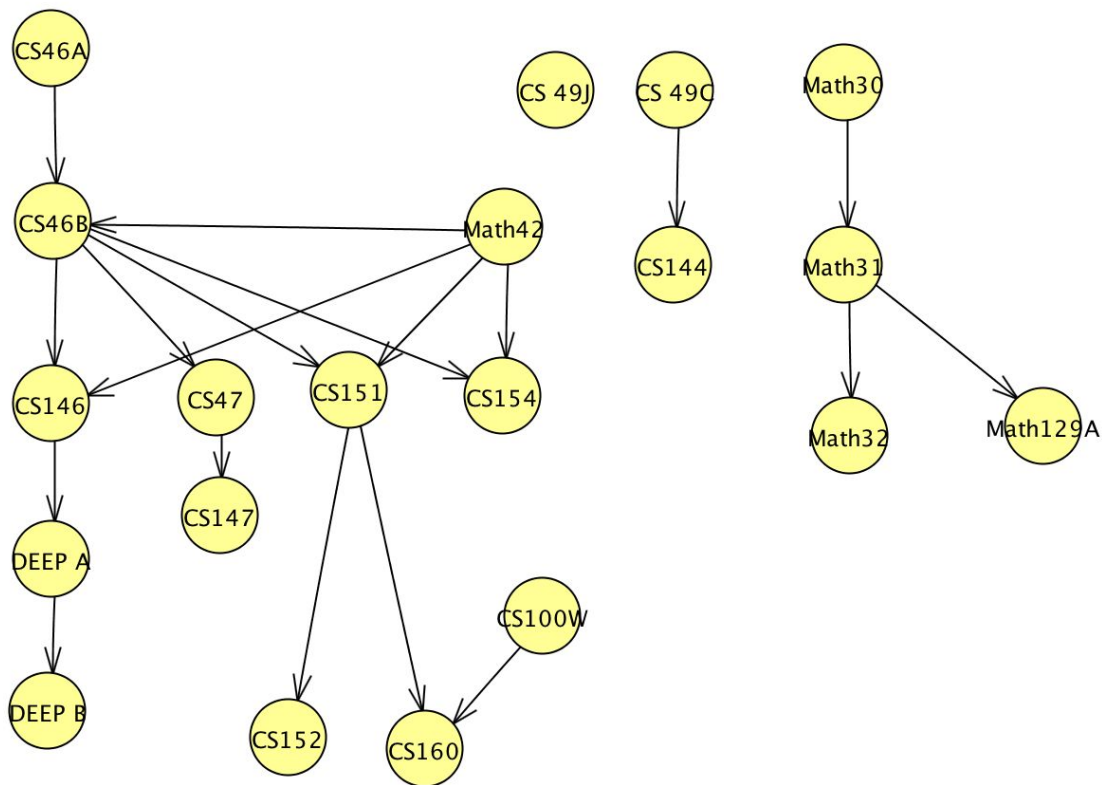 CS46A
CS 49J
CS 49C
Math30
CS46B
Math42
CS144
Math31
CS146
CS47
CS151
CS154
Math32
Math129A
CS147
DEEP A
CS100W
DEEP B
CS152
CS160